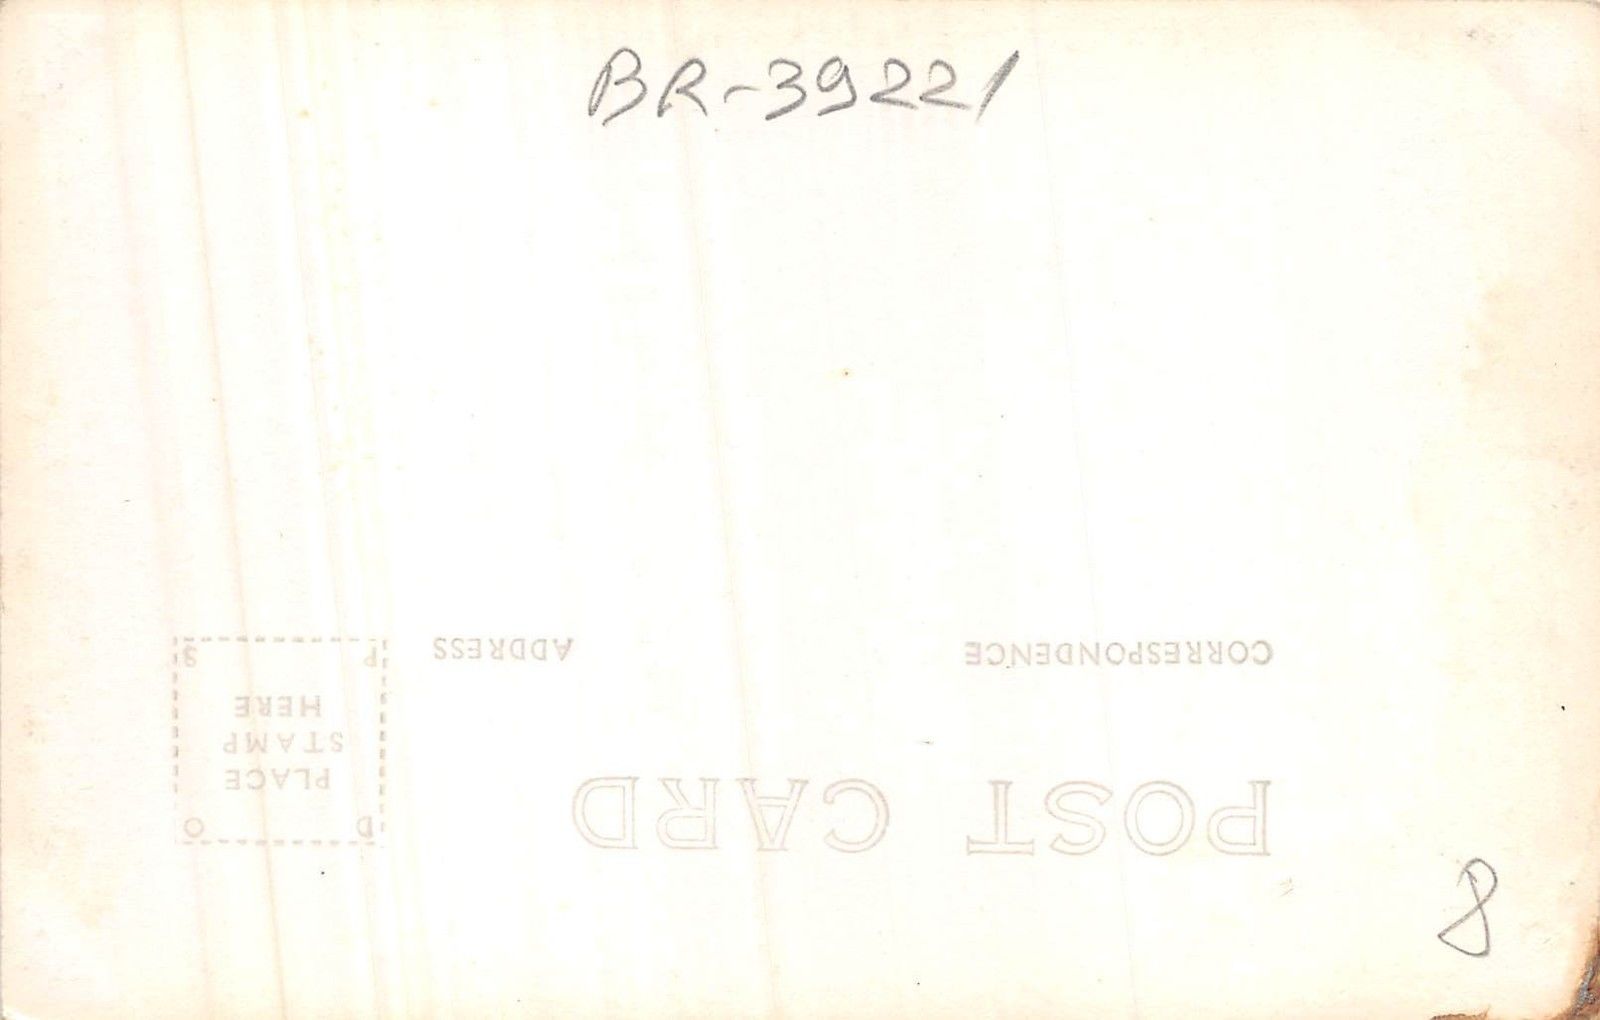 BR-39221
POST CARD
CORRESPONDENCE
ADDRESS
D O
PLACE
STAMP
HERE
P
8